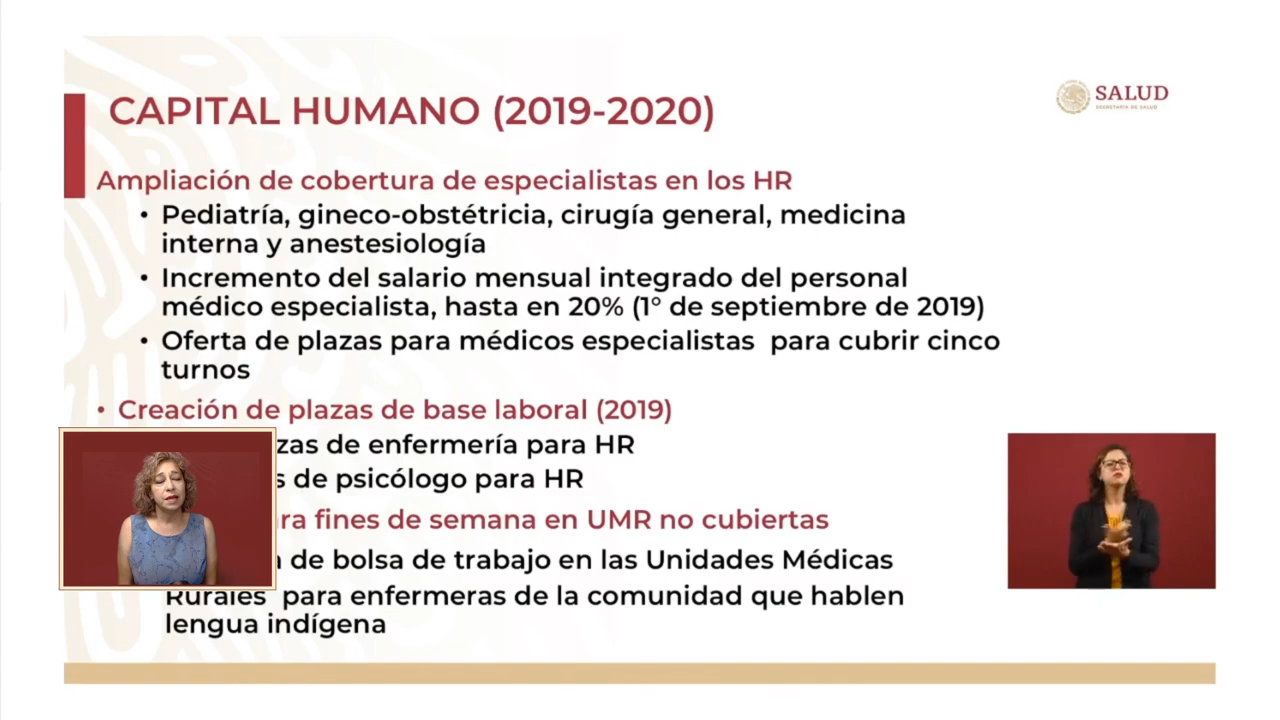 CAPITAL HUMANO (2019-2020)
SALUD
SECRETARÍA DE SALUD
Ampliación de cobertura de especialistas en los HR
• Pediatría, gineco-obstétricia, cirugía general, medicina
interna y anestesiología
• Incremento del salario mensual integrado del personal
médico especialista, hasta en 20% (1° de septiembre de 2019)
• Oferta de plazas para médicos especialistas para cubrir cinco
turnos
• Creación de plazas de base laboral (2019)
de enfermería para HR
de psicólogo para HR
fines de semana en UMR no cubiertas
de bolsa de trabajo en las Unidades Médicas
Rurales para enfermeras de la comunidad que hablen
lengua indígena